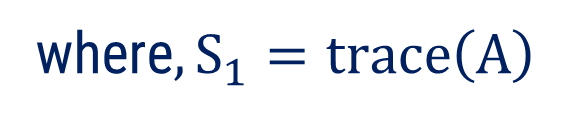 where, S₁ = trace(A)